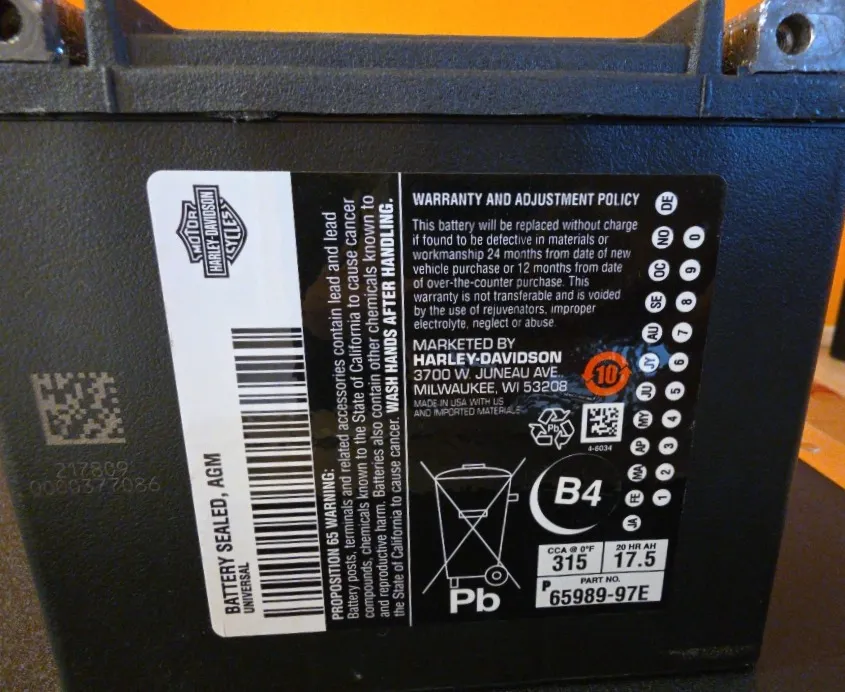 MOTOR
HARLEY-DAVIDSON
CYCLES
BATTERY SEALED, AGM
UNIVERSAL
PROPOSITION 65 WARNING:
Battery posts, terminals and related accessories contain lead and lead
compounds, chemicals known to the State of California to cause cancer
and reproductive harm. Batteries also contain other chemicals known to
the State of California to cause cancer. WASH HANDS AFTER HANDLING.
WARRANTY AND ADJUSTMENT POLICY
This battery will be replaced without charge
if found to be defective in materials or
workmanship 24 months from date of new
vehicle purchase or 12 months from date
of over-the-counter purchase. This
warranty is not transferable and is voided
by the use of rejuvenators, improper
electrolyte, neglect or abuse.
MARKETED BY
HARLEY-DAVIDSON
3700 W. JUNEAU AVE.
MILWAUKEE, WI 53208
MADE IN USA WITH US
AND IMPORTED MATERIALS
10
Pb
4-6034
B4
Pb
CCA @ 0°F
315
20 HR AH
17.5
PART NO.
P 65989-97E
DE
NO
OC
SE
AU
JY
JU
MY
AP
MA
FE
JA
0
9
8
7
6
5
4
3
2
1
217809
0000377086